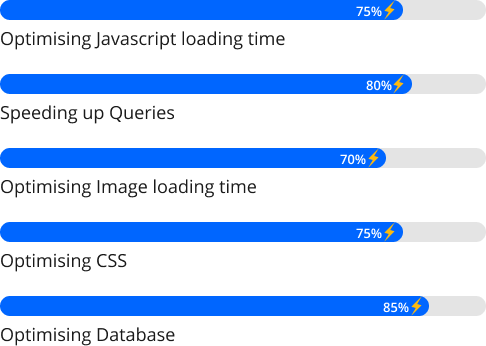 75%⚡
Optimising Javascript loading time
80%⚡
Speeding up Queries
70%⚡
Optimising Image loading time
75%⚡
Optimising CSS
85%⚡
Optimising Database